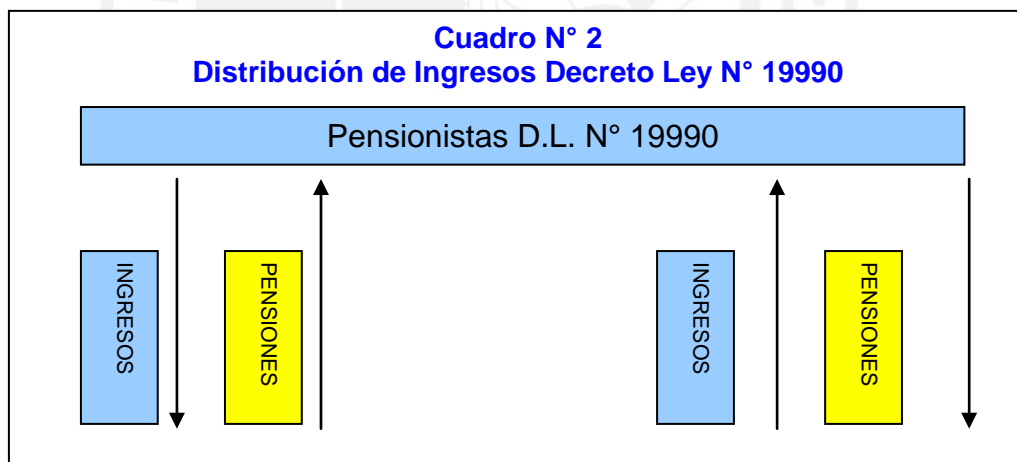 Cuadro N° 2
Distribución de Ingresos Decreto Ley N° 19990
Pensionistas D.L. N° 19990
INGRESOS
PENSIONES
INGRESOS
PENSIONES